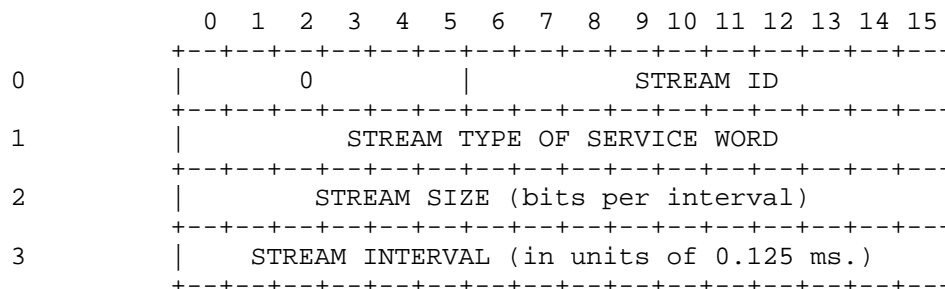 0  1  2  3  4  5  6  7  8  9 10 11 12 13 14 15
             +--+--+--+--+--+--+--+--+--+--+--+--+--+--+--+--
0            |        0        |          STREAM ID
             +--+--+--+--+--+--+--+--+--+--+--+--+--+--+--+--
1            |          STREAM TYPE OF SERVICE WORD
             +--+--+--+--+--+--+--+--+--+--+--+--+--+--+--+--
2            |        STREAM SIZE (bits per interval)
             +--+--+--+--+--+--+--+--+--+--+--+--+--+--+--+--
3            |    STREAM INTERVAL (in units of 0.125 ms.)
             +--+--+--+--+--+--+--+--+--+--+--+--+--+--+--+--